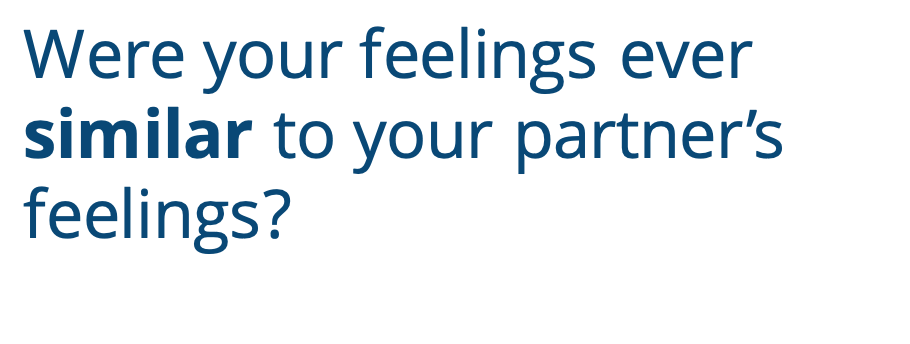 Were your feelings ever
similar to your partner’s
feelings?